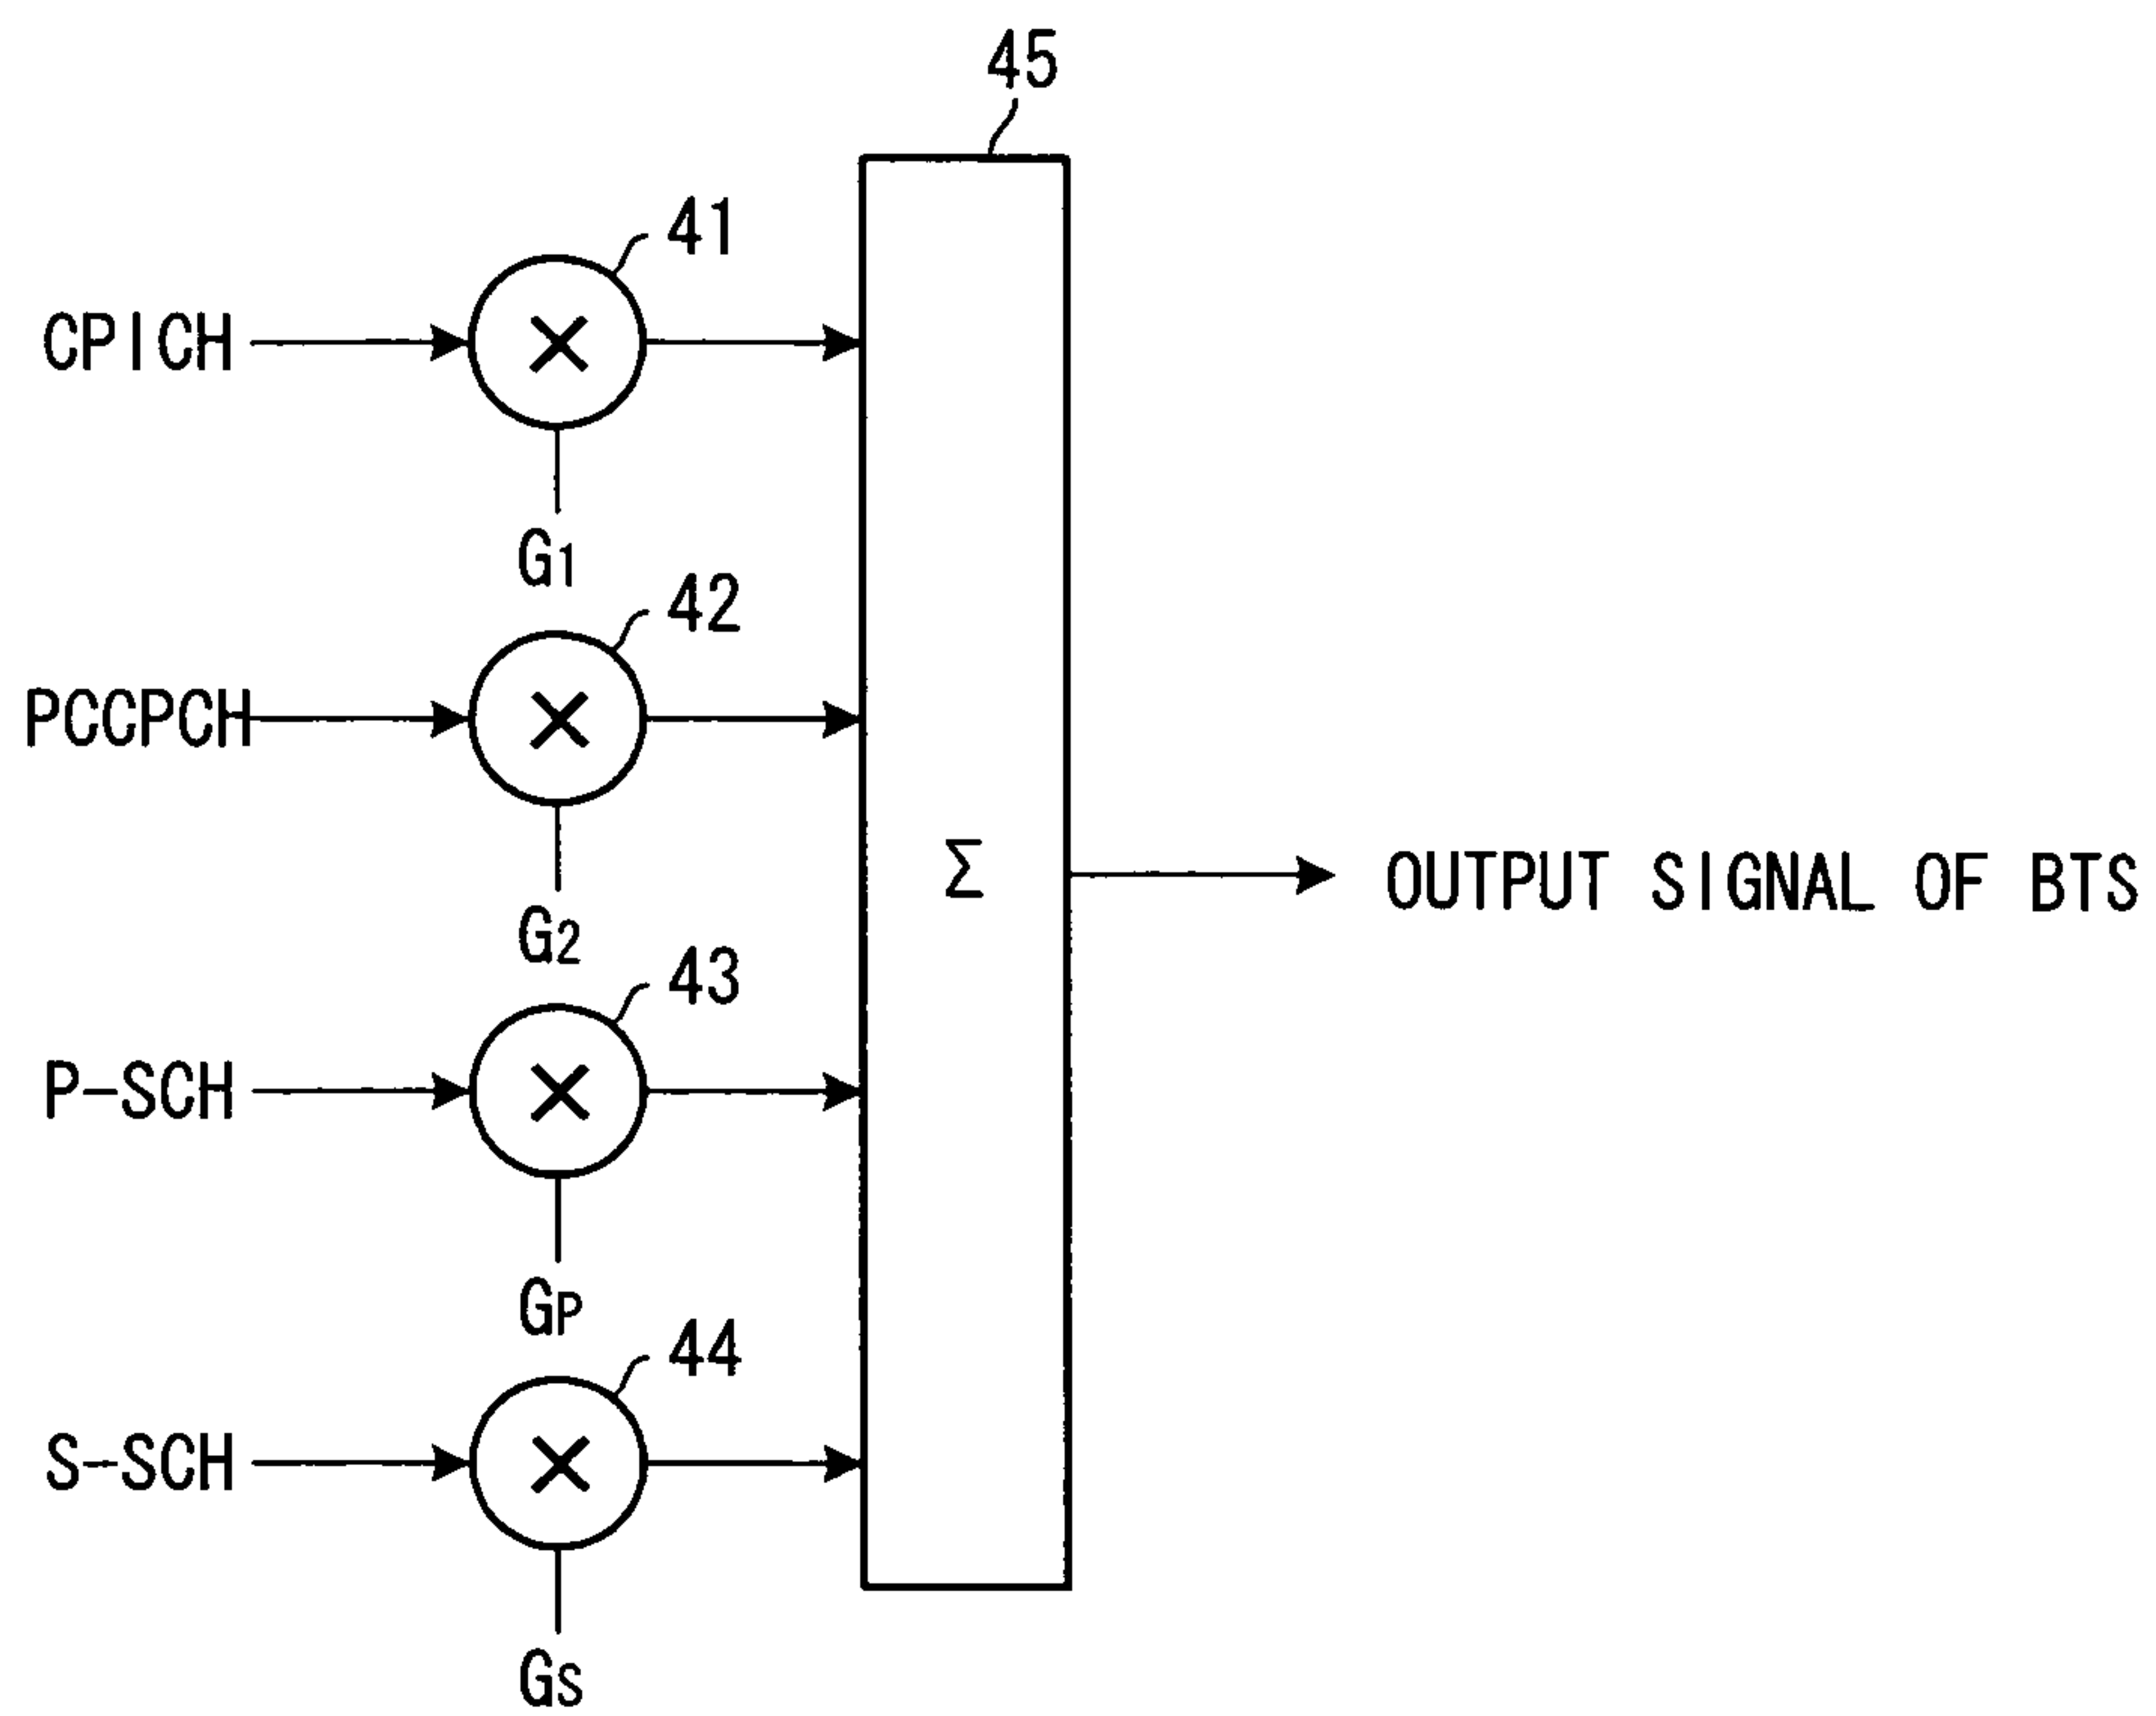 45
41
CPICH
G1
42
PCCPCH
G2
43
P-SCH
GP
44
S-SCH
GS
Σ
OUTPUT SIGNAL OF BTS